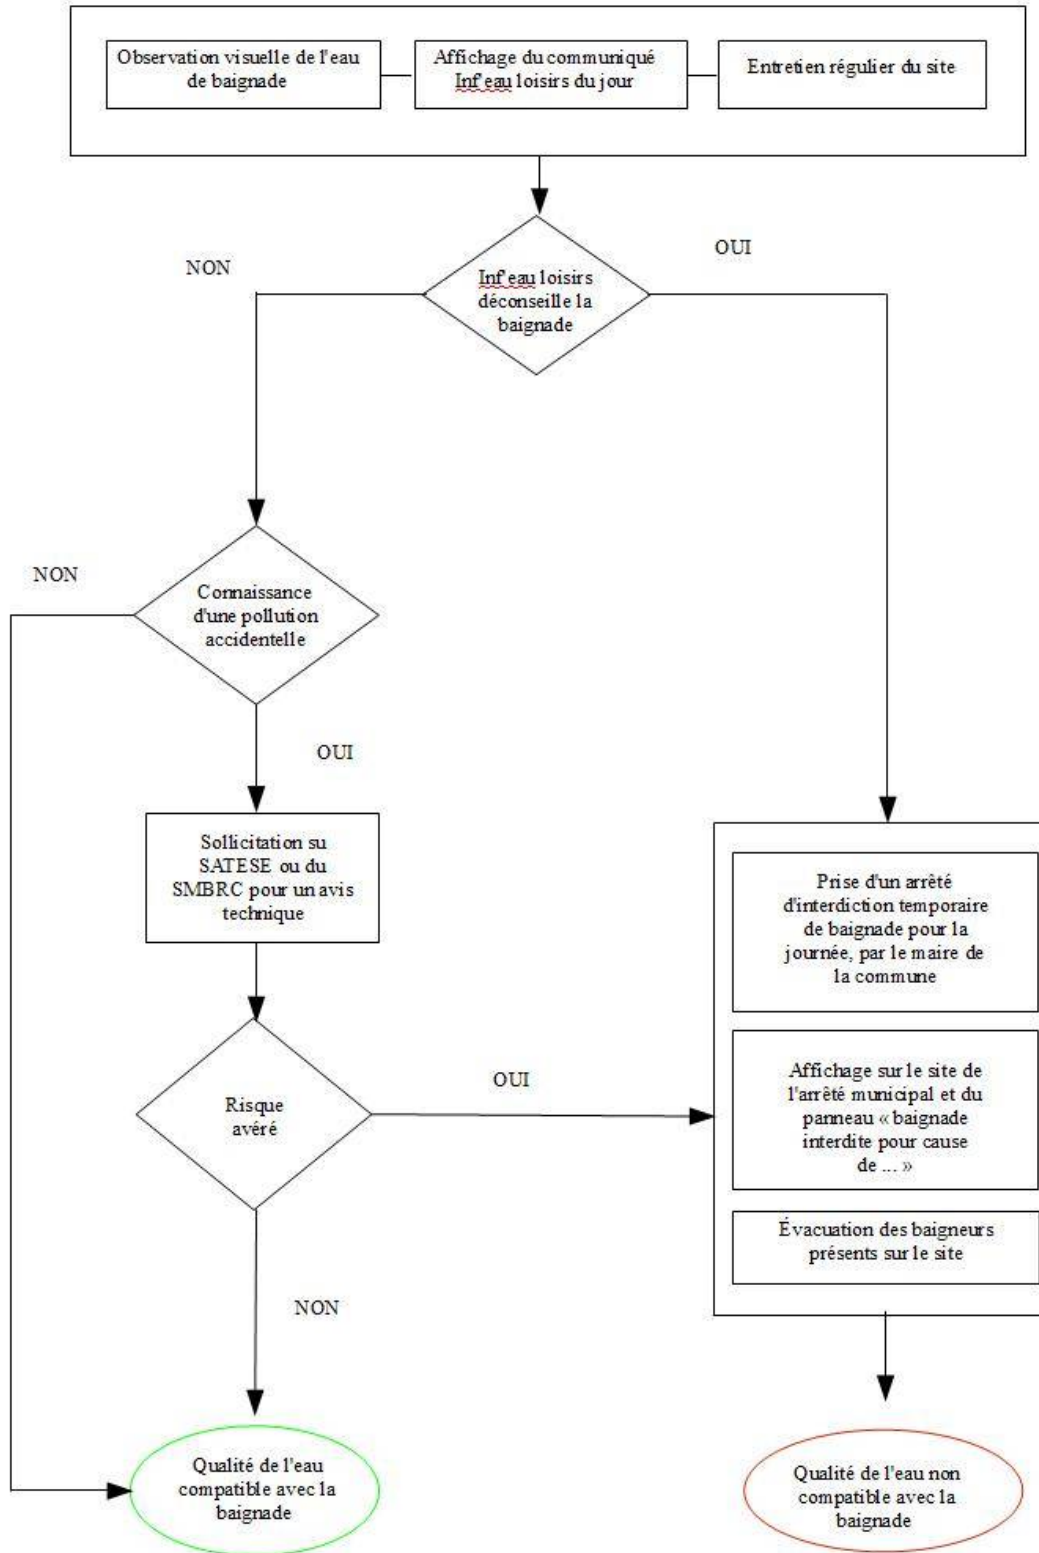 Observation visuelle de l'eau
de baignade
Affichage du communiqué
Inf'eau loisirs du jour
Entretien régulier du site
NON
OUI
Inf'eau loisirs
déconseille la
baignade
NON
Connaissance
d'une pollution
accidentelle
OUI
Sollicitation su
SATESE ou du
SMBRC pour un avis
technique
Prise d'un arrêté
d'interdiction temporaire
de baignade pour la
journée, par le maire de
la commune
Risque
avéré
OUI
Affichage sur le site de
l'arrêté municipal et du
panneau « baignade
interdite pour cause
de ... »
Évacuation des baigneurs
présents sur le site
NON
Qualité de l'eau
compatible avec la
baignade
Qualité de l'eau non
compatible avec la
baignade